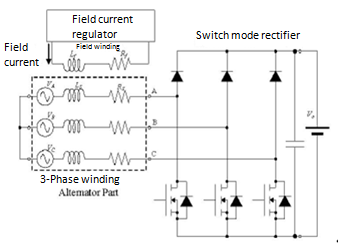 Field current
regulator
Switch mode rectifier
Field winding
Field
current
A
B
C
3-Phase winding
Alternator Part